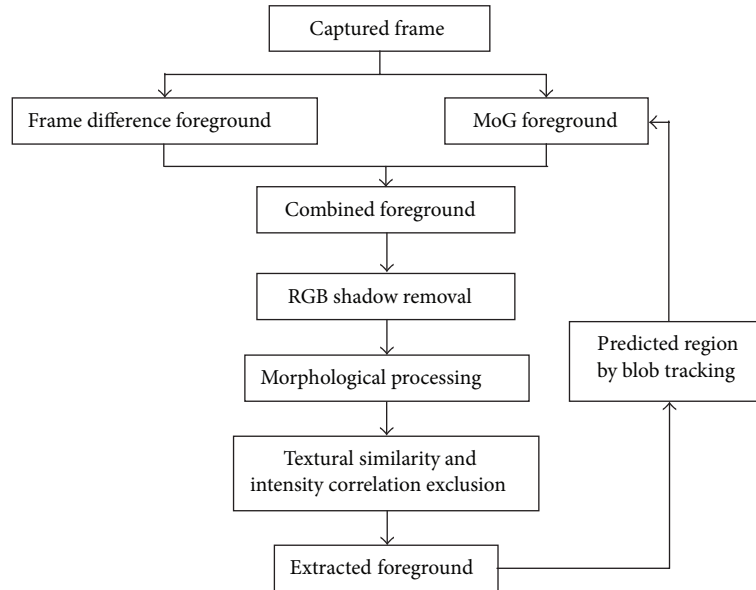 Captured frame
Frame difference foreground
MoG foreground
Combined foreground
RGB shadow removal
Predicted region
by blob tracking
Morphological processing
Textural similarity and
intensity correlation exclusion
Extracted foreground